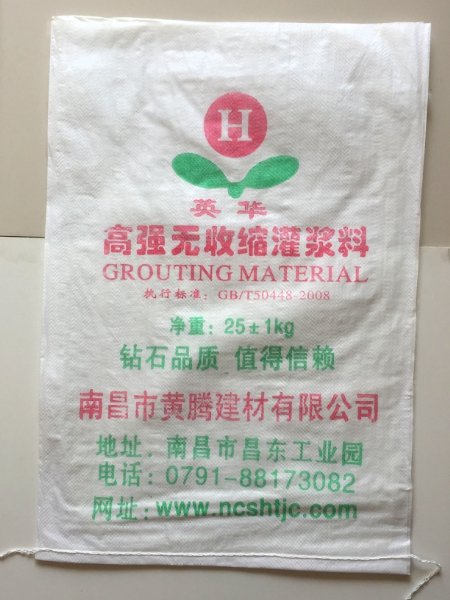 H
英华
高强无收缩灌浆料
GROUTING MATERIAL
执行标准：GB/T50448-2008
净重：25±1kg
钻石品质 值得信赖
南昌市黄腾建材有限公司
地址：南昌市昌东工业园
电话：0791-88173082
网址：www.ncshtjc.com